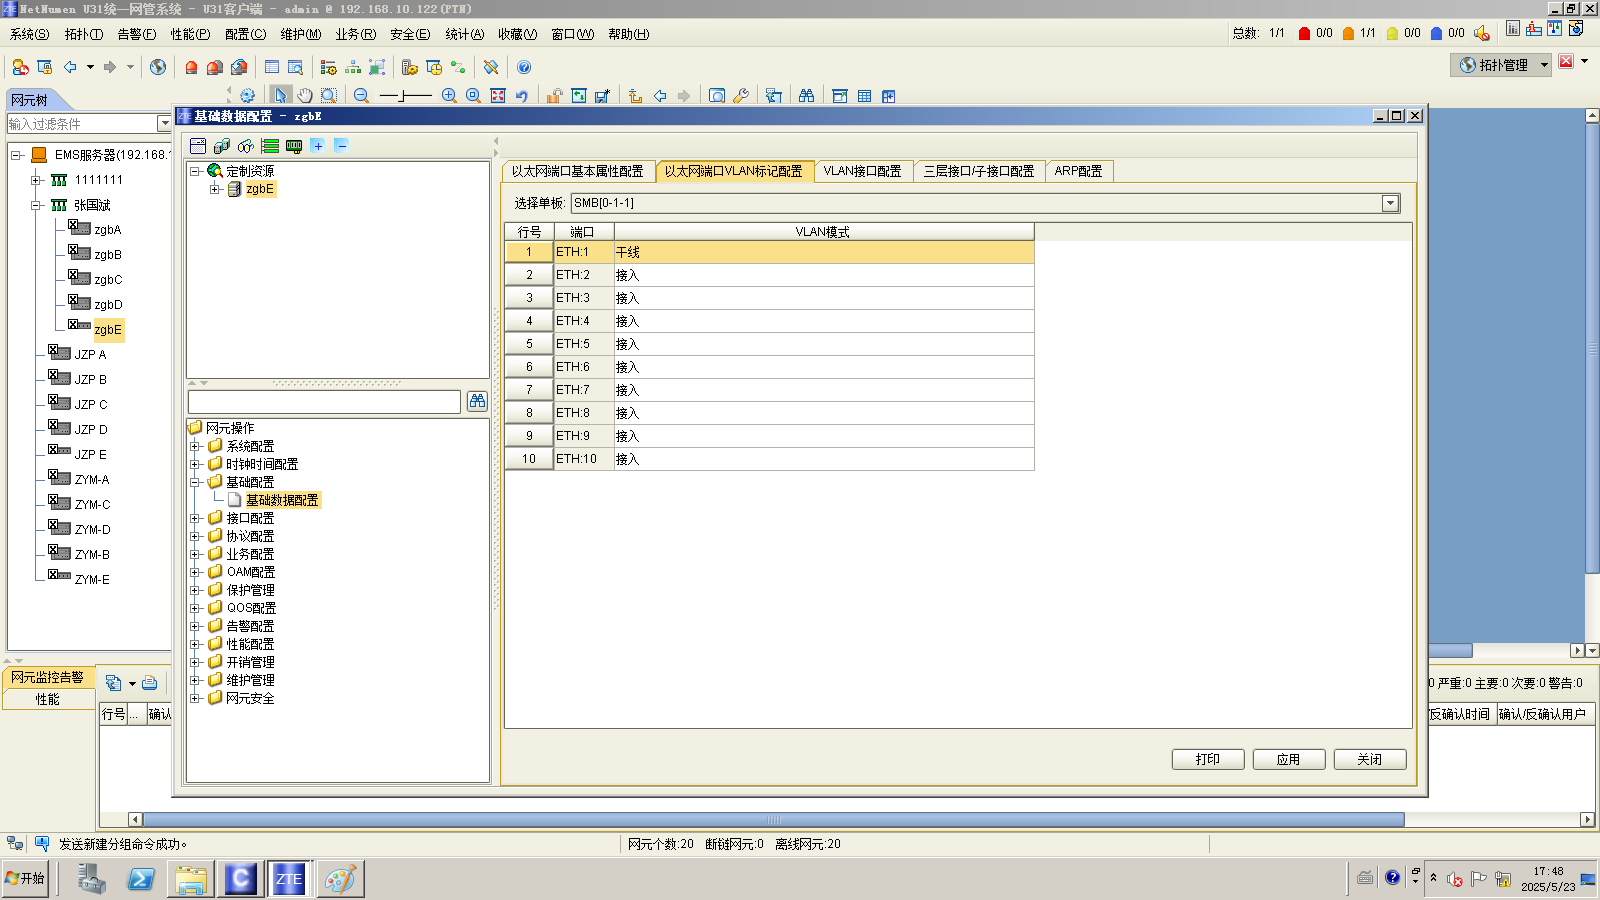 NetNumen U31统一网管系统 - U31客户端 - admin @ 192.168.10.122(PTN)
系统(S) 拓扑(T) 告警(F) 性能(P) 配置(C) 维护(M) 业务(R) 安全(E) 统计(A) 收藏(V) 窗口(W) 帮助(H)
总数: 1/1 0/0 1/1 0/0 0/0
拓扑管理
网元树
输入过滤条件
EMS服务器(192.168.1
1111111
张国斌
zgbA
zgbB
zgbC
zgbD
zgbE
JZP A
JZP B
JZP C
JZP D
JZP E
ZYM-A
ZYM-C
ZYM-D
ZYM-B
ZYM-E
基础数据配置 - zgbE
定制资源
zgbE
网元操作
系统配置
时钟时间配置
基础配置
基础数据配置
接口配置
协议配置
业务配置
OAM配置
保护管理
QOS配置
告警配置
性能配置
开销管理
维护管理
网元安全
以太网端口基本属性配置 以太网端口VLAN标记配置 VLAN接口配置 三层接口/子接口配置 ARP配置
选择单板: SMB[0-1-1]
行号 端口 VLAN模式
1 ETH:1 干线
2 ETH:2 接入
3 ETH:3 接入
4 ETH:4 接入
5 ETH:5 接入
6 ETH:6 接入
7 ETH:7 接入
8 ETH:8 接入
9 ETH:9 接入
10 ETH:10 接入
打印 应用 关闭
网元监控告警
性能
0 严重:0 主要:0 次要:0 警告:0
行号 ... 确认
/反确认时间 确认/反确认用户
发送新建分组命令成功。
网元个数:20 断链网元:0 离线网元:20
开始
ZTE
17:48
2025/5/23